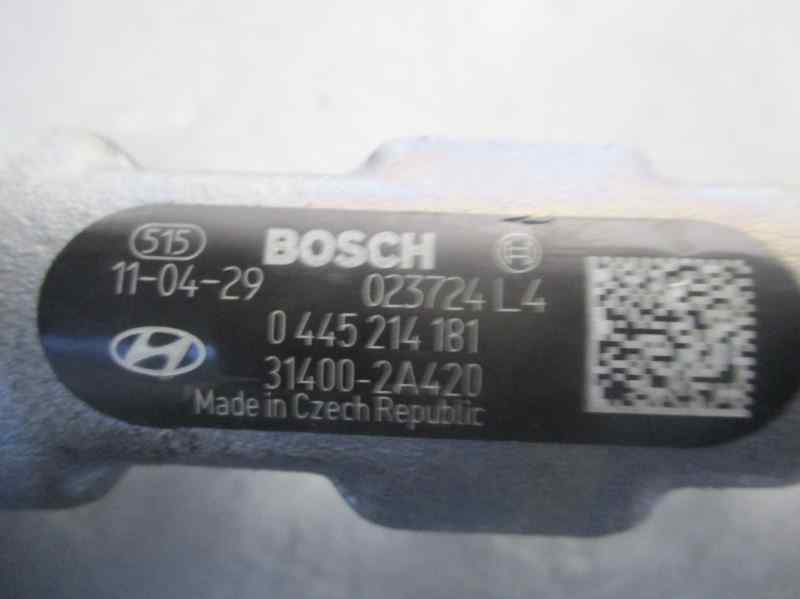 515 BOSCH
11-04-29 023724 L4
0 445 214 181
31400-2A420
Made in Czech Republic